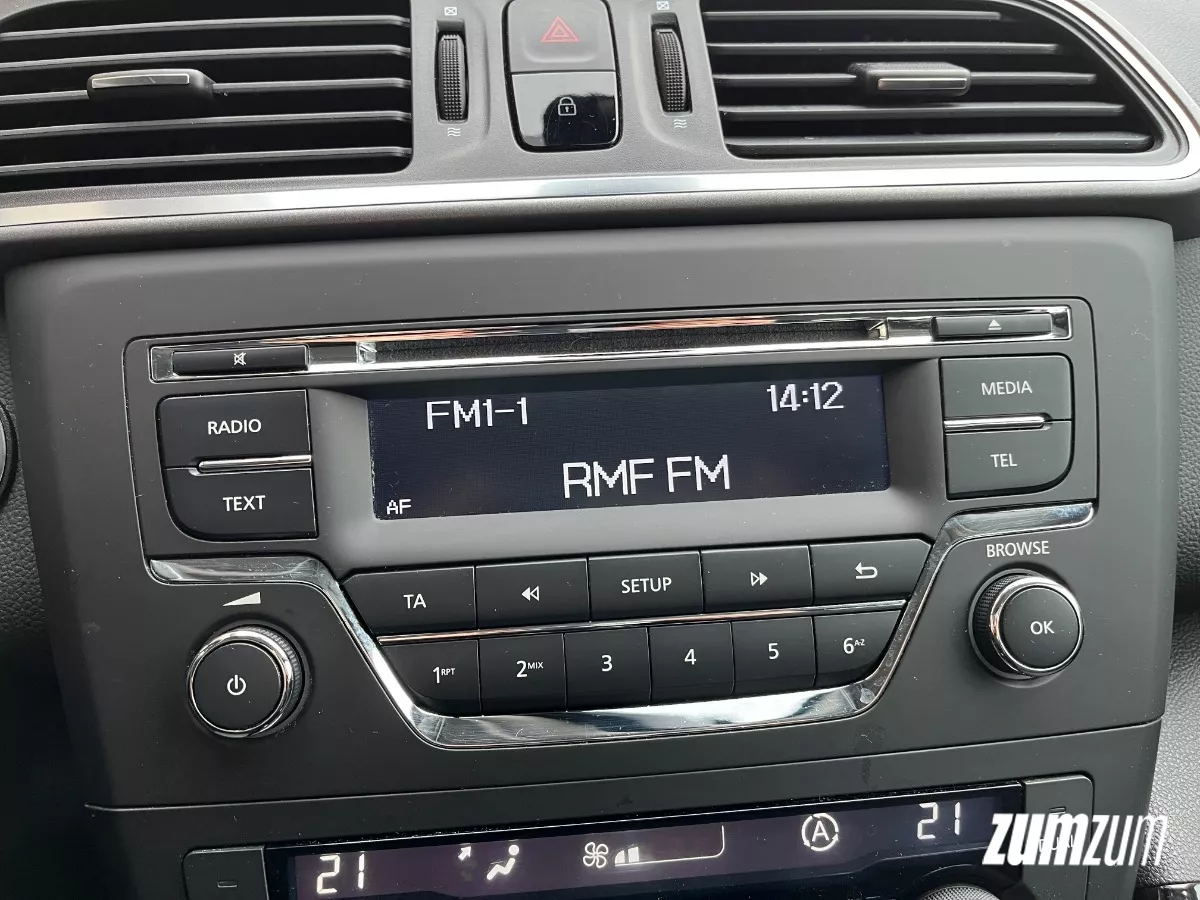 RADIO
TEXT
FM1-1 14:12
RMF FM
AF
MEDIA
TEL
BROWSE
TA
SETUP
1RPT 2MIX 3 4 5 6A-Z
OK
21
A
21
zumzum